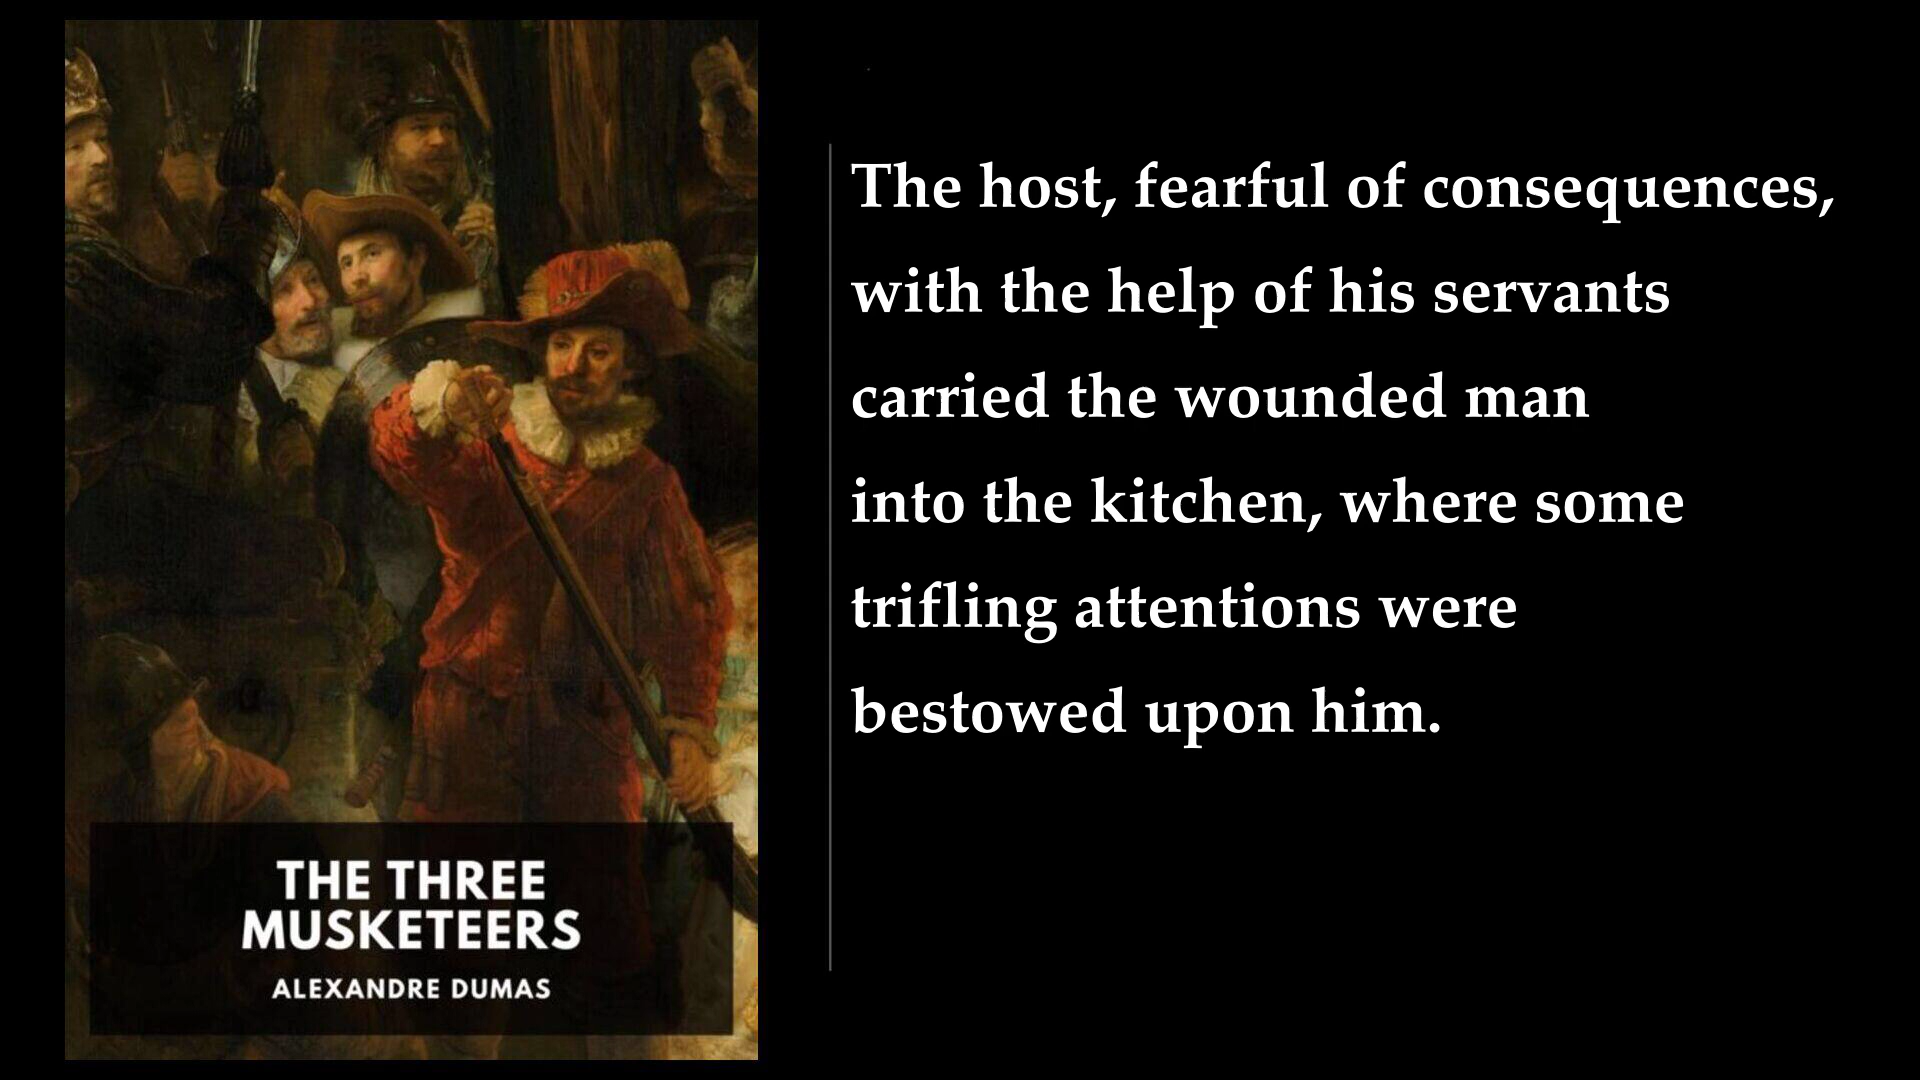 The host, fearful of consequences,
with the help of his servants
carried the wounded man
into the kitchen, where some
trifling attentions were
bestowed upon him.
THE THREE
MUSKETEERS
ALEXANDRE DUMAS